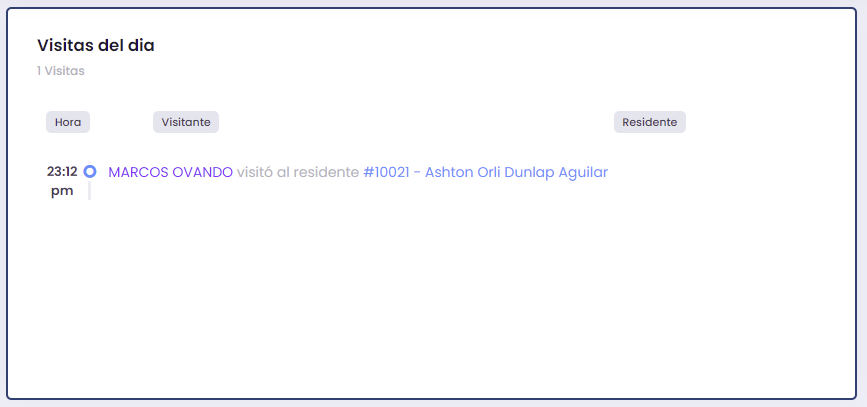 Visitas del dia
1 Visitas
Hora Visitante Residente
23:12 MARCOS OVANDO visitó al residente #10021 - Ashton Orli Dunlap Aguilar
pm